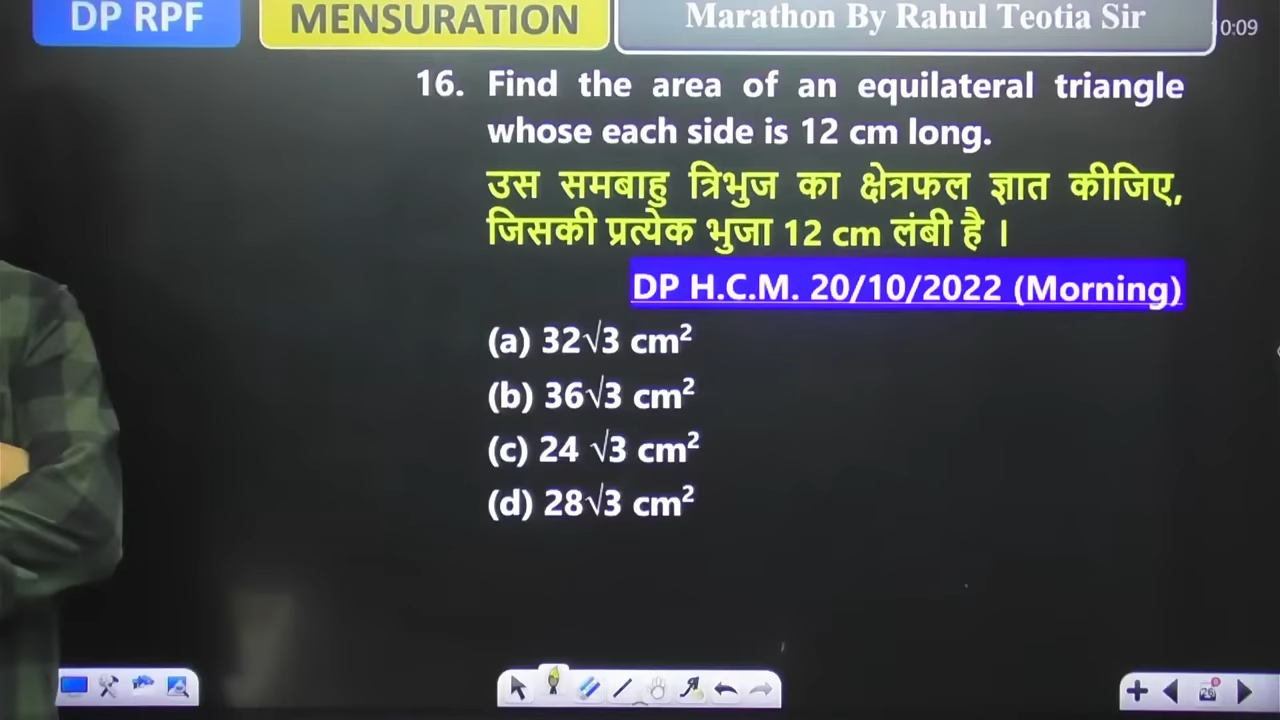 DP RPF
MENSURATION
Marathon By Rahul Teotia Sir
0:09
16. Find the area of an equilateral triangle
whose each side is 12 cm long.
उस समबाहु त्रिभुज का क्षेत्रफल ज्ञात कीजिए,
जिसकी प्रत्येक भुजा 12 cm लंबी है ।
DP H.C.M. 20/10/2022 (Morning)
(a) 32√3 cm²
(b) 36√3 cm²
(c) 24 √3 cm²
(d) 28√3 cm²